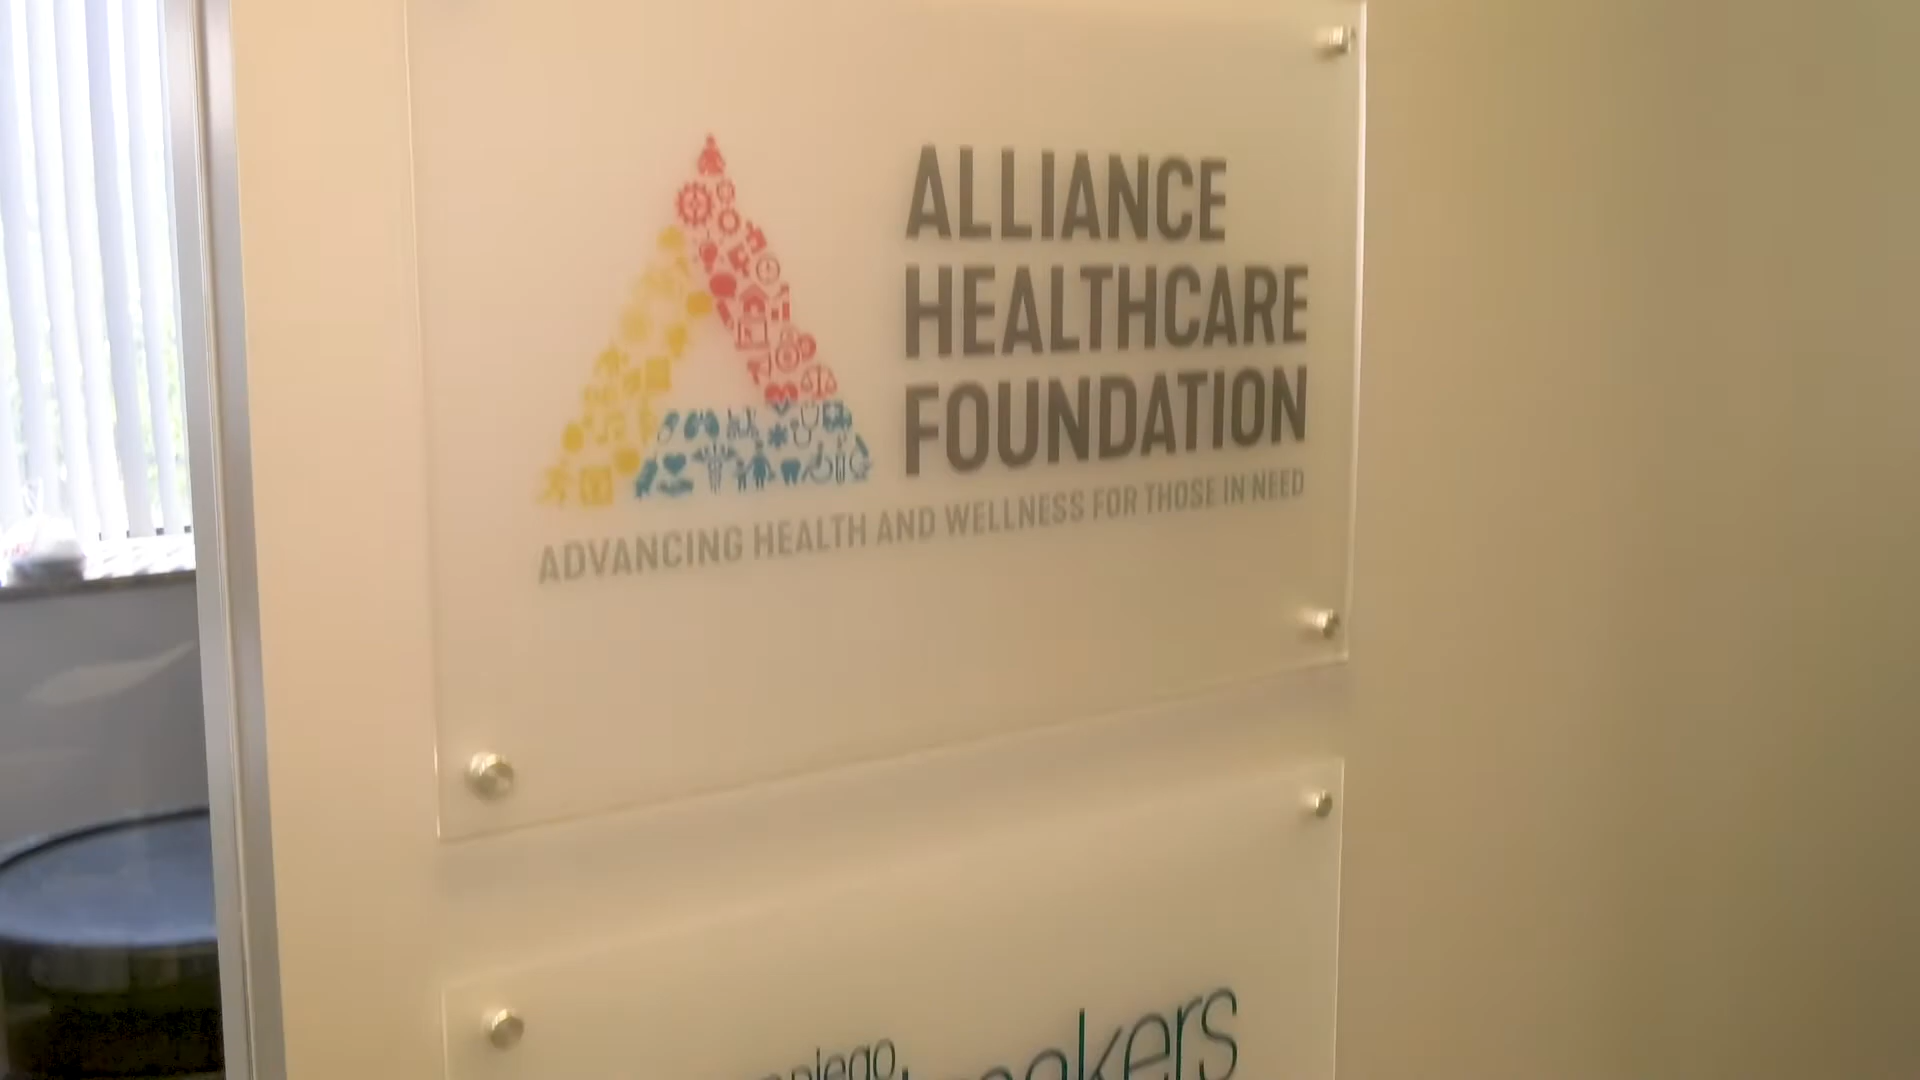 ALLIANCE
HEALTHCARE
FOUNDATION
ADVANCING HEALTH AND WELLNESS FOR THOSE IN NEED